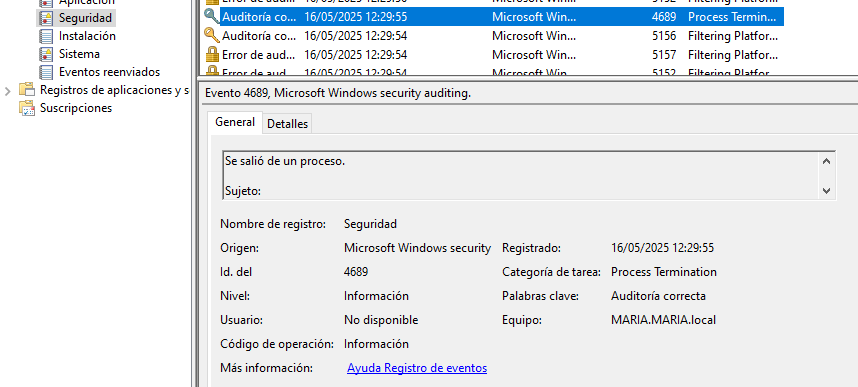 Aplicación
Seguridad
Instalación
Sistema
Eventos reenviados
Registros de aplicaciones y s
Suscripciones
Error de aud... 16/05/2025 12:29:55 Microsoft Win... 5152 Filtering Platfor...
Auditoría co... 16/05/2025 12:29:55 Microsoft Win... 4689 Process Termin...
Auditoría co... 16/05/2025 12:29:54 Microsoft Win... 5156 Filtering Platfor...
Error de aud... 16/05/2025 12:29:54 Microsoft Win... 5157 Filtering Platfor...
Error de aud... 16/05/2025 12:29:54 Microsoft Win... 5152 Filtering Platfor...
Evento 4689, Microsoft Windows security auditing.
General Detalles
Se salió de un proceso.
Sujeto:
Nombre de registro: Seguridad
Origen: Microsoft Windows security Registrado: 16/05/2025 12:29:55
Id. del 4689 Categoría de tarea: Process Termination
Nivel: Información Palabras clave: Auditoría correcta
Usuario: No disponible Equipo: MARIA.MARIA.local
Código de operación: Información
Más información: Ayuda Registro de eventos